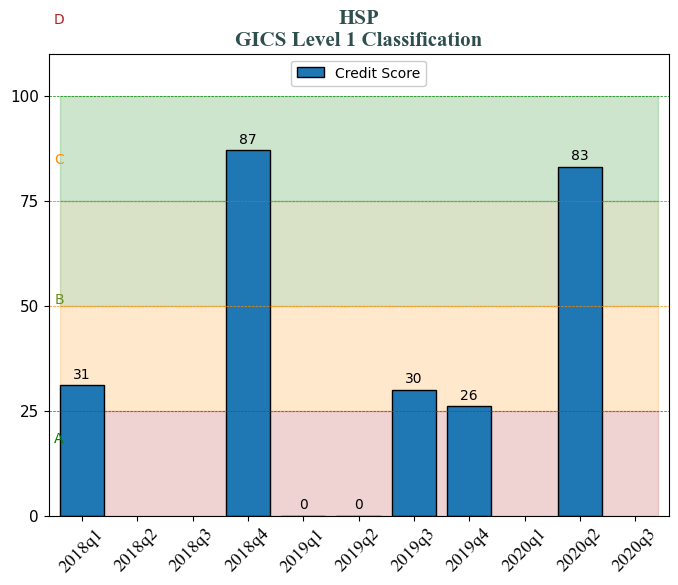 D
HSP
GICS Level 1 Classification
Credit Score
100
87
C
83
75
B
50
31
30
26
25
A
0
0
0
2018q1
2018q2
2018q3
2018q4
2019q1
2019q2
2019q3
2019q4
2020q1
2020q2
2020q3